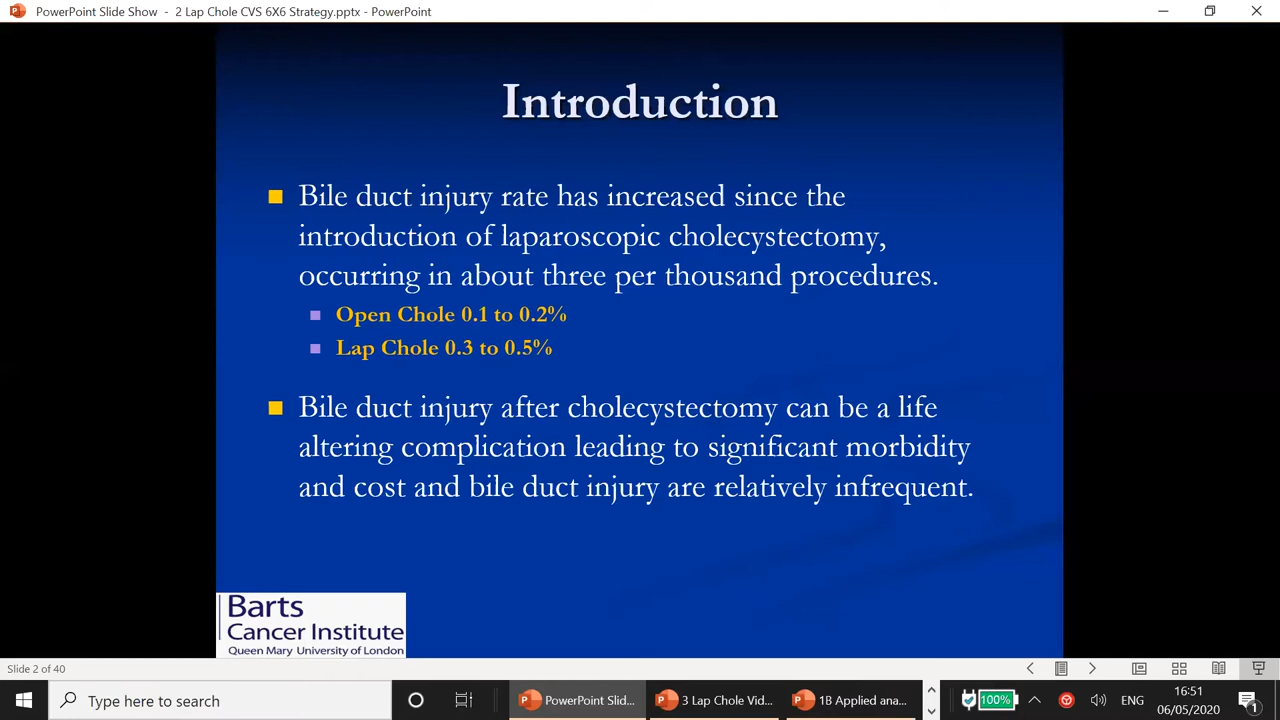 PowerPoint Slide Show - 2 Lap Chole CVS 6X6 Strategy.pptx - PowerPoint
Introduction
Bile duct injury rate has increased since the
introduction of laparoscopic cholecystectomy,
occurring in about three per thousand procedures.
Open Chole 0.1 to 0.2%
Lap Chole 0.3 to 0.5%
Bile duct injury after cholecystectomy can be a life
altering complication leading to significant morbidity
and cost and bile duct injury are relatively infrequent.
Barts
Cancer Institute
Queen Mary University of London
Slide 2 of 40
Type here to search
PowerPoint Slid...
3 Lap Chole Vid...
1B Applied ana...
100%
ENG
16:51
06/05/2020
1